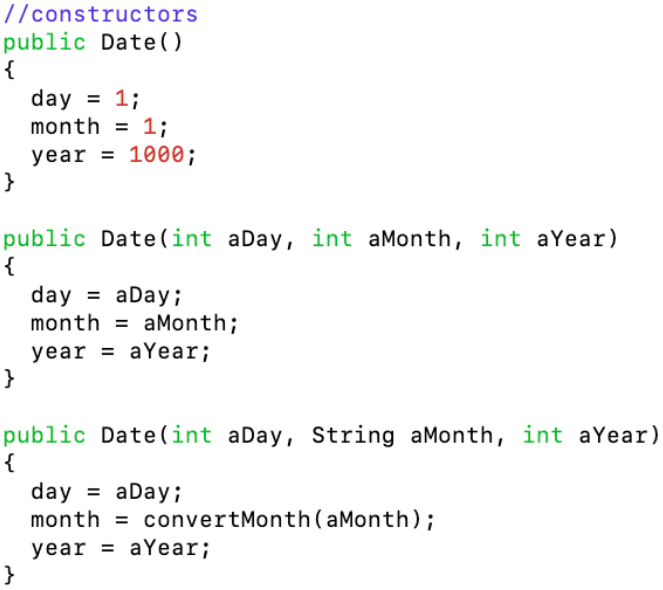 //constructors
public Date()
{
  day = 1;
  month = 1;
  year = 1000;
}

public Date(int aDay, int aMonth, int aYear)
{
  day = aDay;
  month = aMonth;
  year = aYear;
}

public Date(int aDay, String aMonth, int aYear)
{
  day = aDay;
  month = convertMonth(aMonth);
  year = aYear;
}